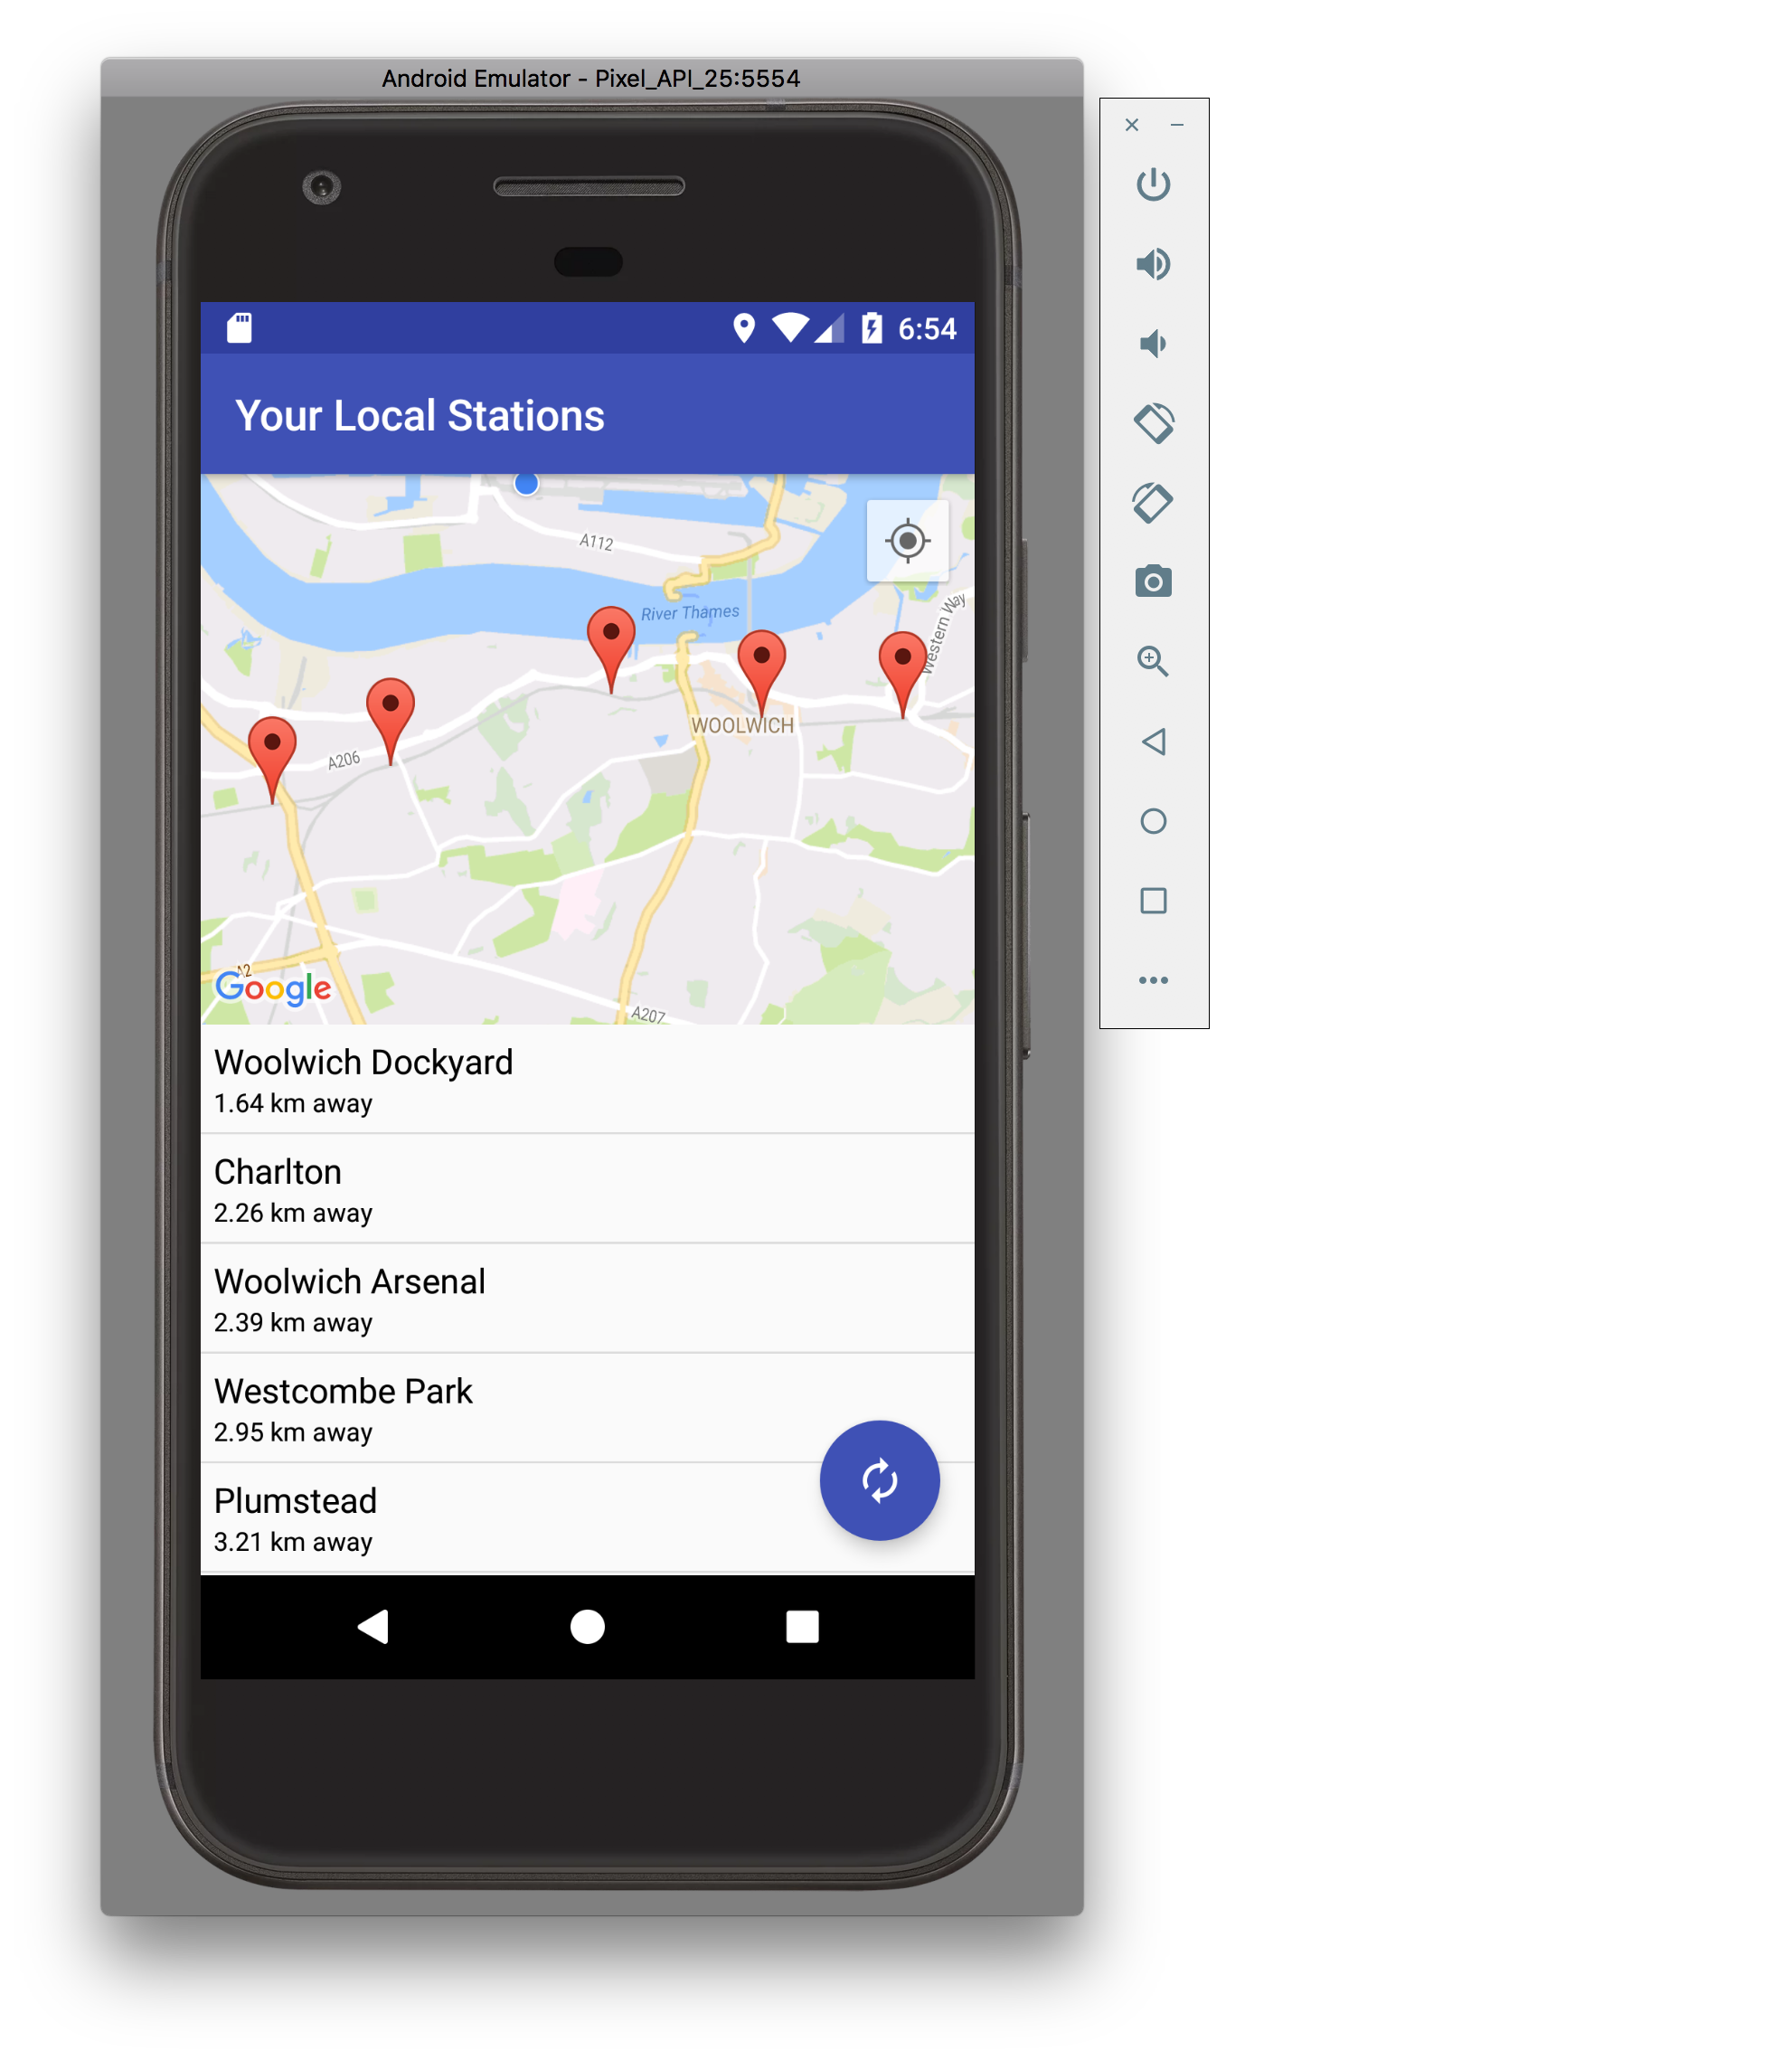 Android Emulator - Pixel_API_25:5554
6:54
Your Local Stations
A112
River Thames
Western Way
WOOLWICH
A206
A2
Google
A207
Woolwich Dockyard
1.64 km away
Charlton
2.26 km away
Woolwich Arsenal
2.39 km away
Westcombe Park
2.95 km away
Plumstead
3.21 km away